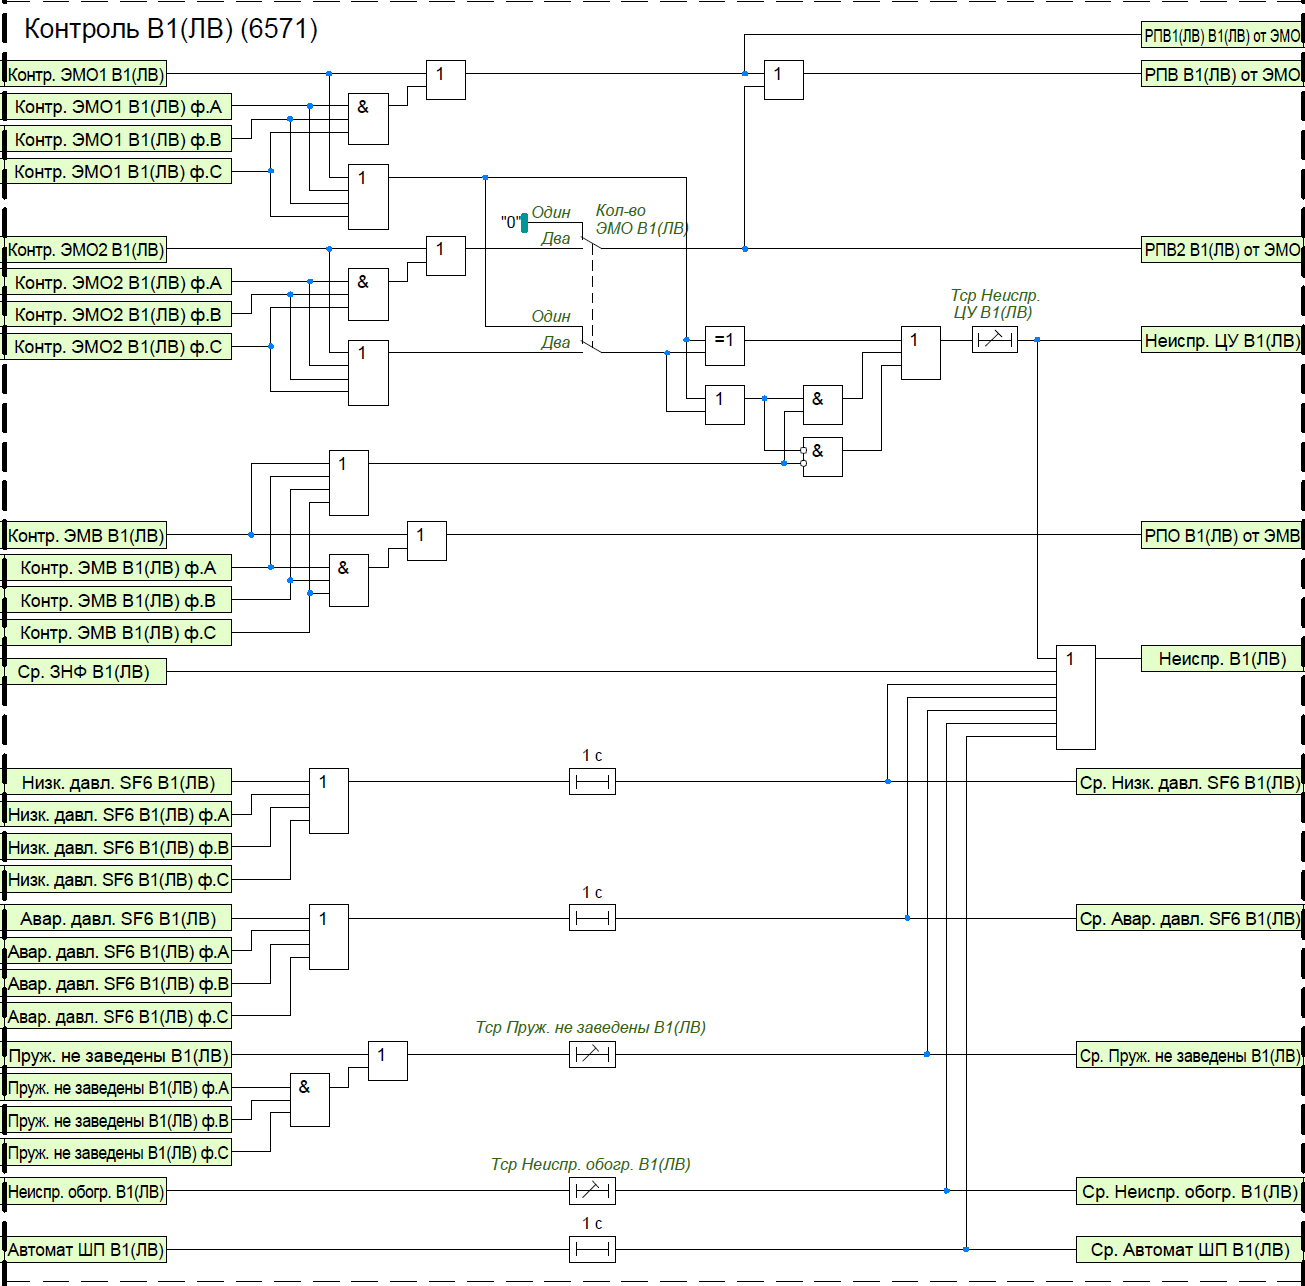 Контроль В1(ЛВ) (6571)
РПВ1(ЛВ) В1(ЛВ) от ЭМО
Контр. ЭМО1 В1(ЛВ)
1
1
РПВ В1(ЛВ) от ЭМО
Контр. ЭМО1 В1(ЛВ) ф.А
&
Контр. ЭМО1 В1(ЛВ) ф.В
Контр. ЭМО1 В1(ЛВ) ф.С
1
"0"
Один
Кол-во
ЭМО В1(ЛВ)
Два
Контр. ЭМО2 В1(ЛВ)
1
РПВ2 В1(ЛВ) от ЭМО
Контр. ЭМО2 В1(ЛВ) ф.А
&
Контр. ЭМО2 В1(ЛВ) ф.В
Контр. ЭМО2 В1(ЛВ) ф.С
1
Один
Два
Тср Неиспр.
ЦУ В1(ЛВ)
=1
1
Неиспр. ЦУ В1(ЛВ)
1
&
&
1
Контр. ЭМВ В1(ЛВ)
1
РПО В1(ЛВ) от ЭМВ
Контр. ЭМВ В1(ЛВ) ф.А
&
Контр. ЭМВ В1(ЛВ) ф.В
Контр. ЭМВ В1(ЛВ) ф.С
Ср. ЗНФ В1(ЛВ)
1
Неиспр. В1(ЛВ)
1 с
Низк. давл. SF6 В1(ЛВ)
1
Ср. Низк. давл. SF6 В1(ЛВ)
Низк. давл. SF6 В1(ЛВ) ф.А
Низк. давл. SF6 В1(ЛВ) ф.В
Низк. давл. SF6 В1(ЛВ) ф.С
1 с
Авар. давл. SF6 В1(ЛВ)
1
Ср. Авар. давл. SF6 В1(ЛВ)
Авар. давл. SF6 В1(ЛВ) ф.А
Авар. давл. SF6 В1(ЛВ) ф.В
Авар. давл. SF6 В1(ЛВ) ф.С
Тср Пруж. не заведены В1(ЛВ)
Пруж. не заведены В1(ЛВ)
1
Ср. Пруж. не заведены В1(ЛВ)
Пруж. не заведены В1(ЛВ) ф.А
&
Пруж. не заведены В1(ЛВ) ф.В
Пруж. не заведены В1(ЛВ) ф.С
Тср Неиспр. обогр. В1(ЛВ)
Неиспр. обогр. В1(ЛВ)
Ср. Неиспр. обогр. В1(ЛВ)
1 с
Автомат ШП В1(ЛВ)
Ср. Автомат ШП В1(ЛВ)